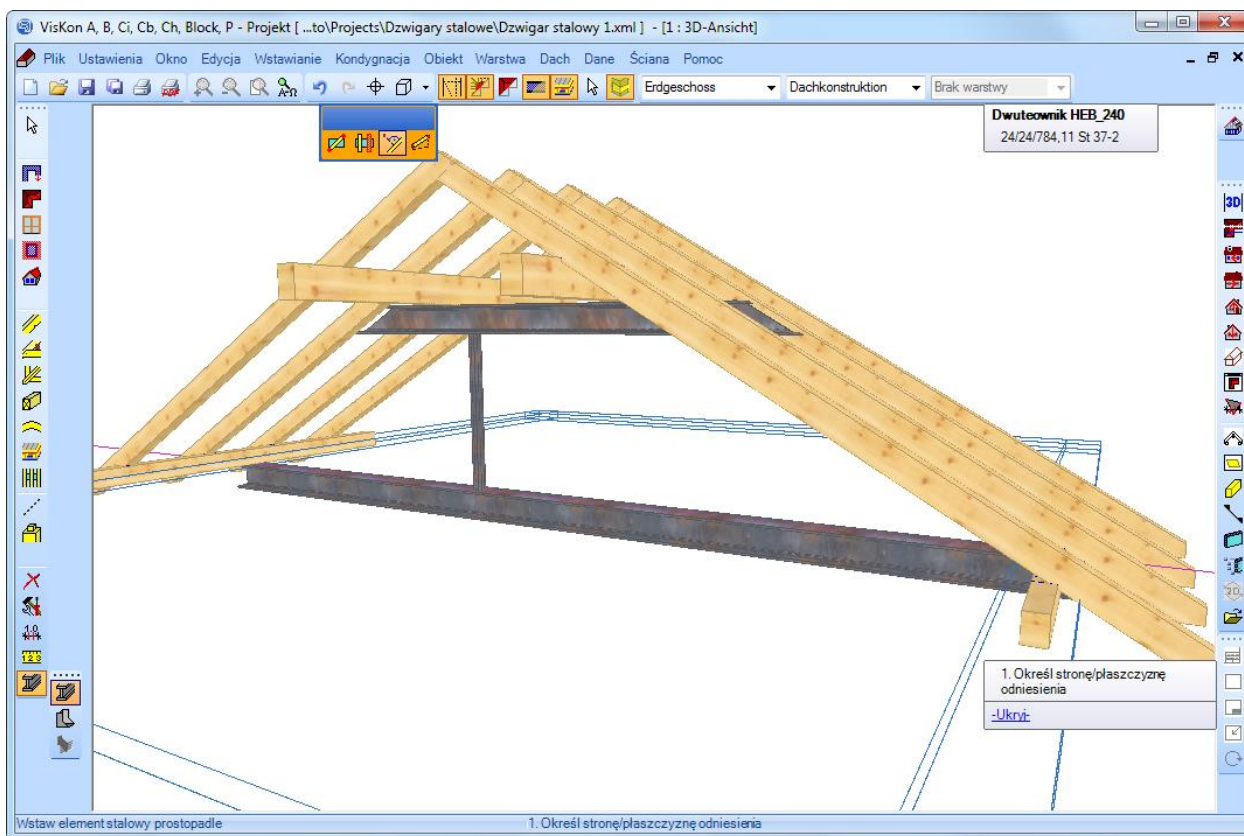 VisKon A, B, Ci, Cb, Ch, Block, P - Projekt [ ...to\Projects\Dzwigary stalowe\Dzwigar stalowy 1.xml ] - [1 : 3D-Ansicht]
Plik Ustawienia Okno Edycja Wstawianie Kondygnacja Obiekt Warstwa Dach Dane Ściana Pomoc
Erdgeschoss Dachkonstruktion Brak warstwy
Dwuteownik HEB_240
24/24/784,11 St 37-2
3D
1. Określ stronę/płaszczyznę
odniesienia
-Ukryj-
Wstaw element stalowy prostopadle 1. Określ stronę/płaszczyznę odniesienia